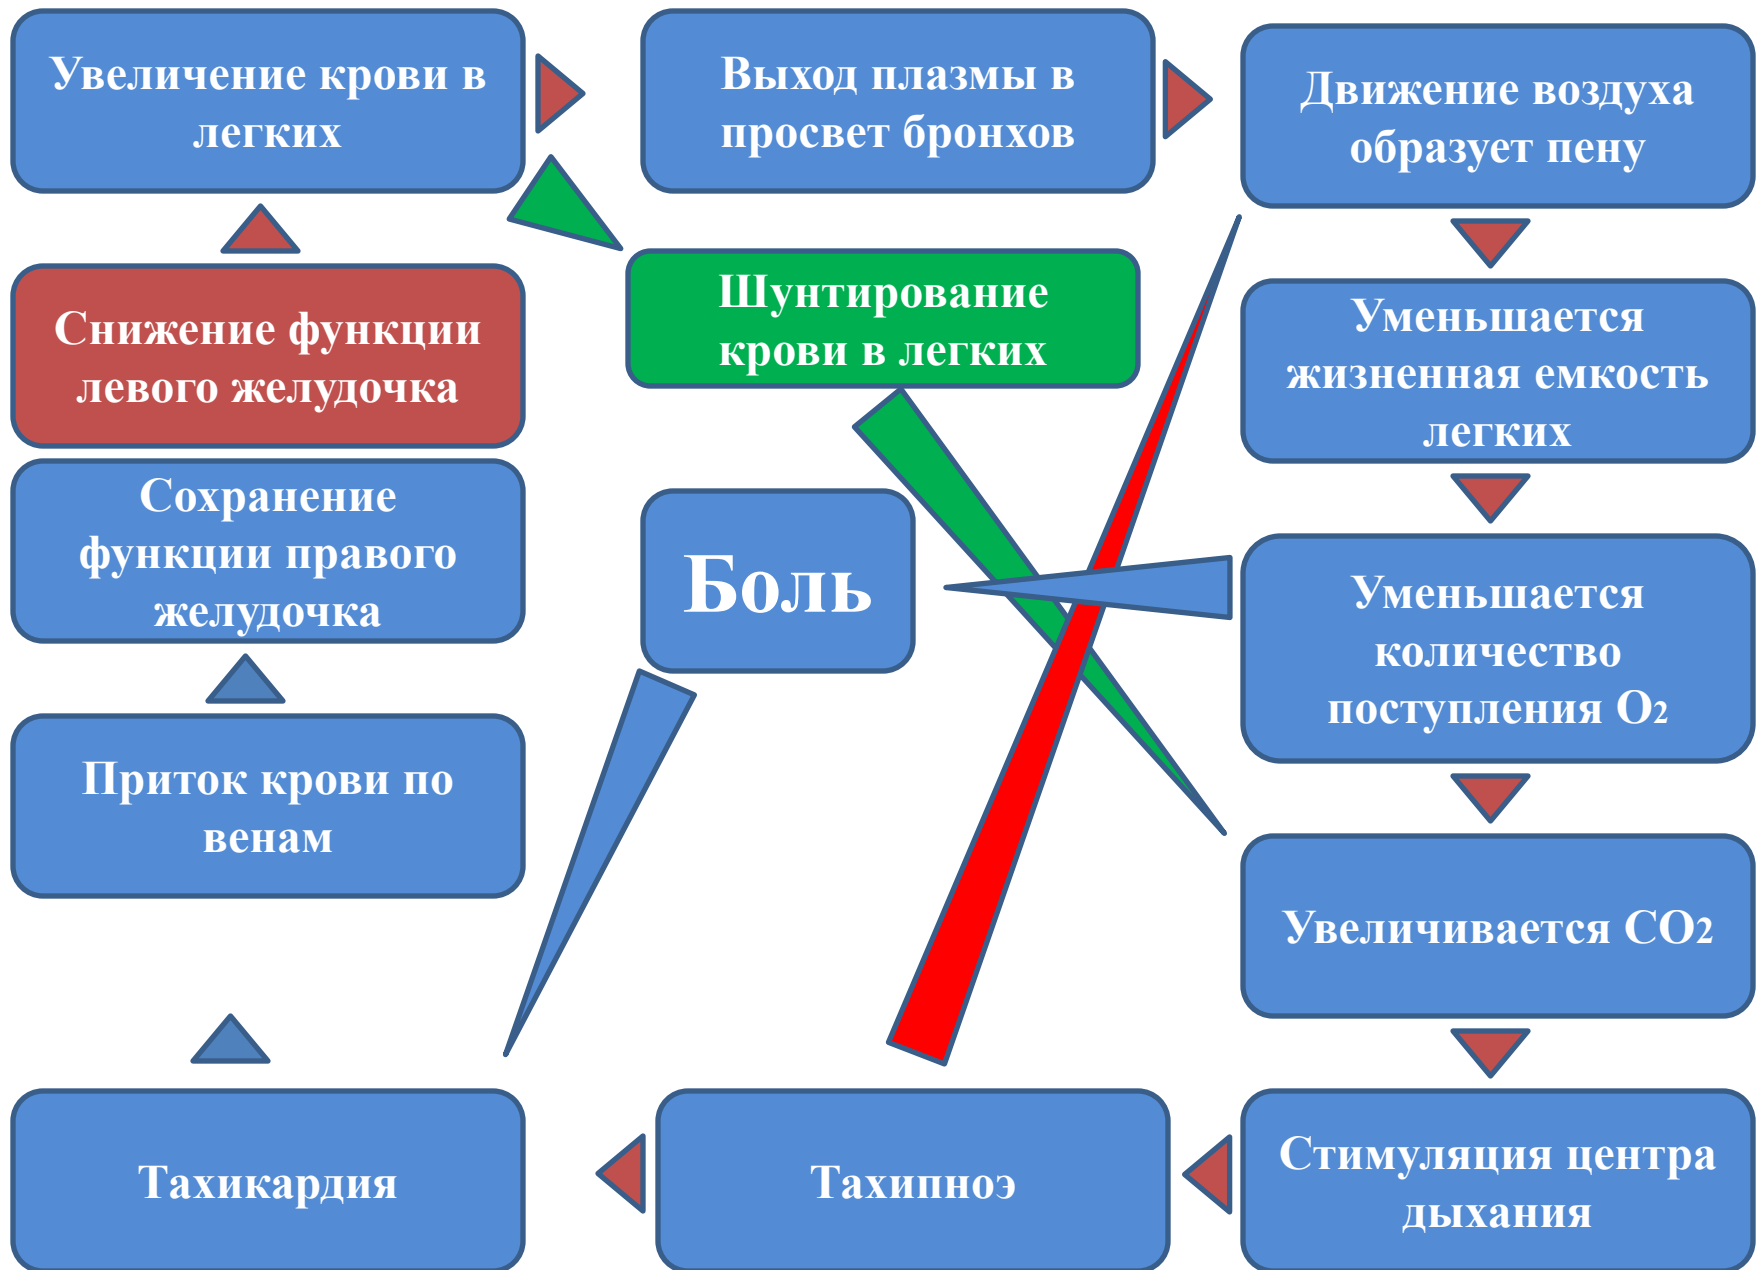 Увеличение крови в
легких
Выход плазмы в
просвет бронхов
Движение воздуха
образует пену
Снижение функции
левого желудочка
Шунтирование
крови в легких
Уменьшается
жизненная емкость
легких
Сохранение
функции правого
желудочка
Боль
Уменьшается
количество
поступления О2
Приток крови по
венам
Увеличивается СО2
Тахикардия
Тахипноэ
Стимуляция центра
дыхания